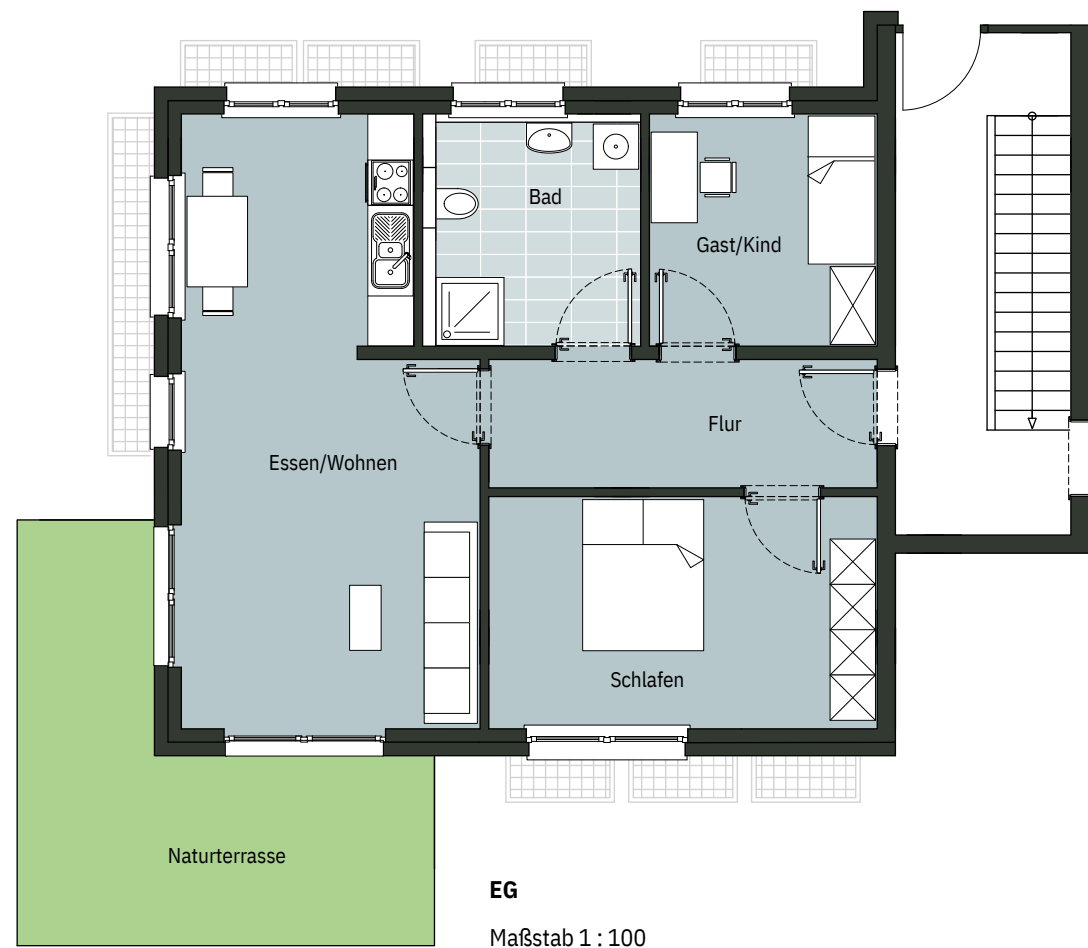 Bad
Gast/Kind
Flur
Essen/Wohnen
Schlafen
Naturterrasse
EG
Maßstab 1 : 100